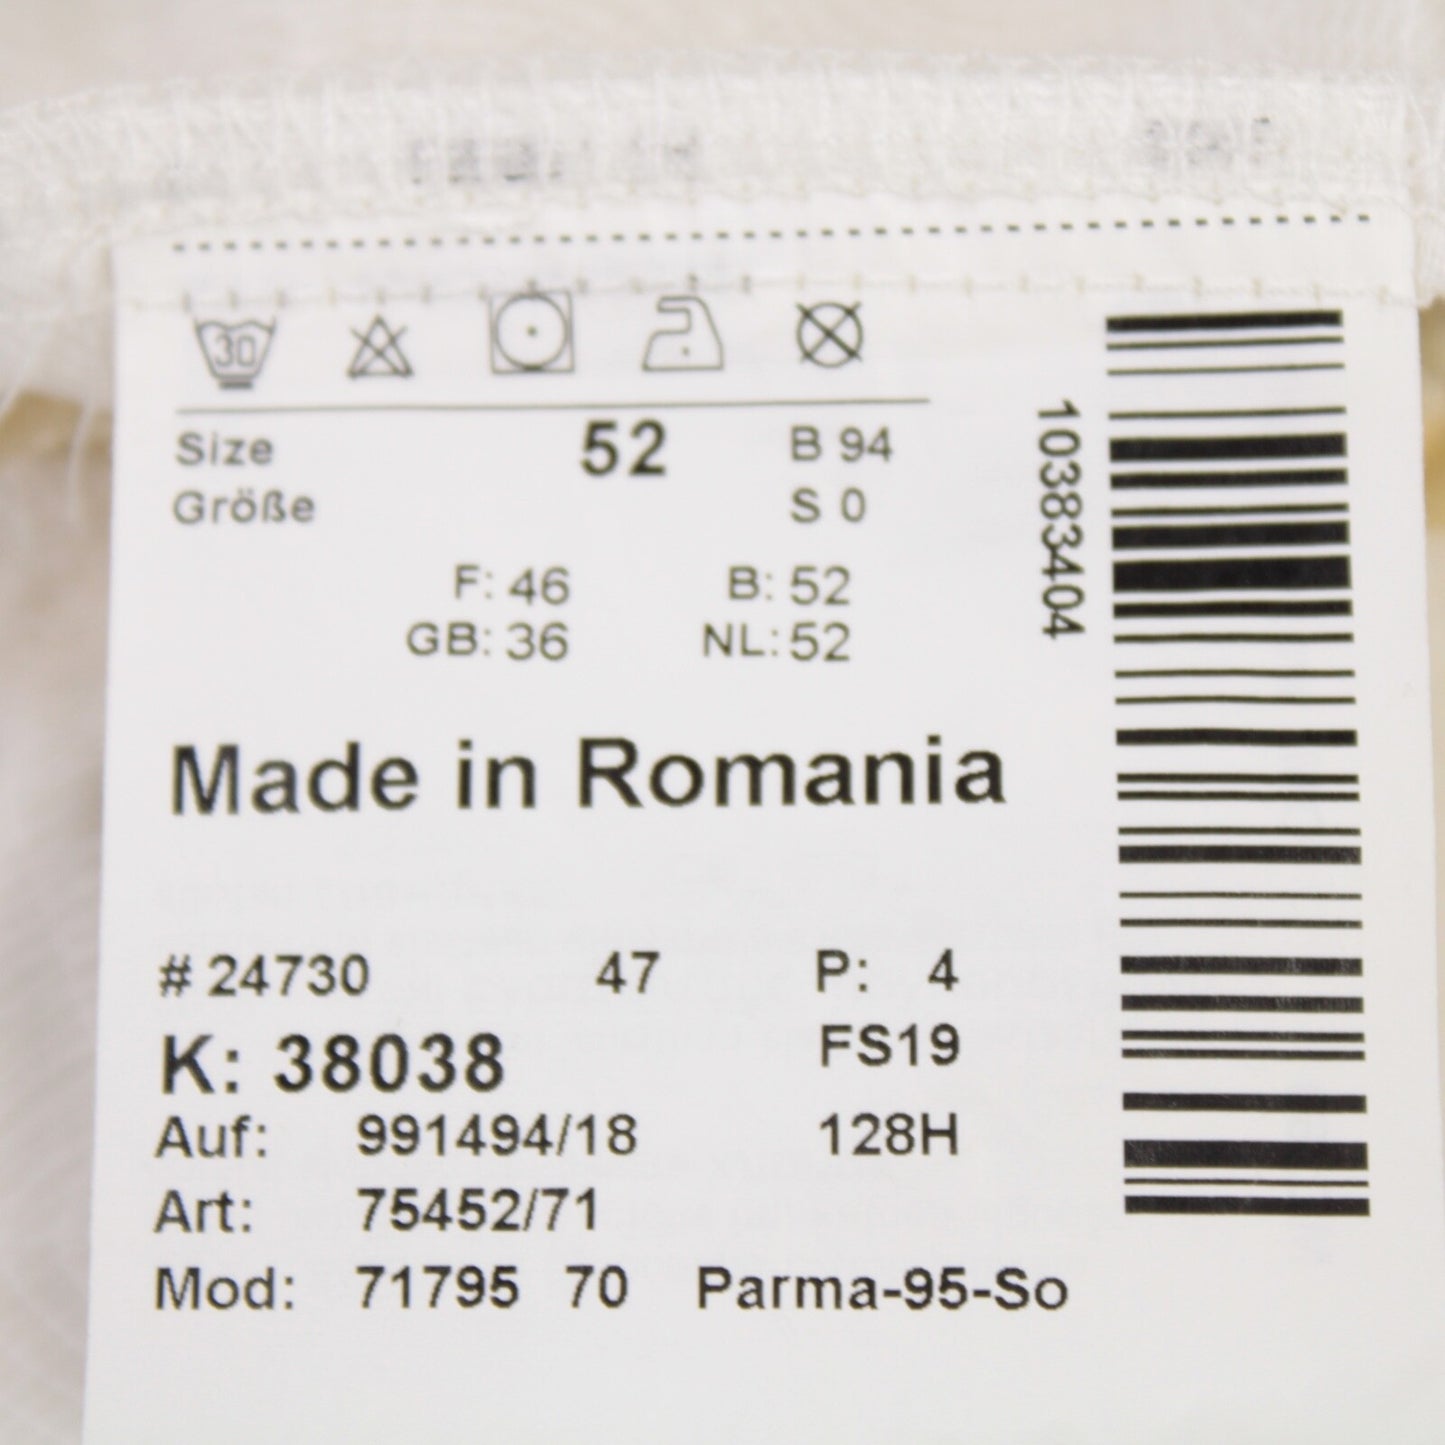 30
Size 52 B 94
Größe S 0
F: 46 B: 52
GB: 36 NL: 52
Made in Romania
# 24730 47 P: 4
K: 38038 FS19
Auf: 991494/18 128H
Art: 75452/71
Mod: 71795 70 Parma-95-So
10383404